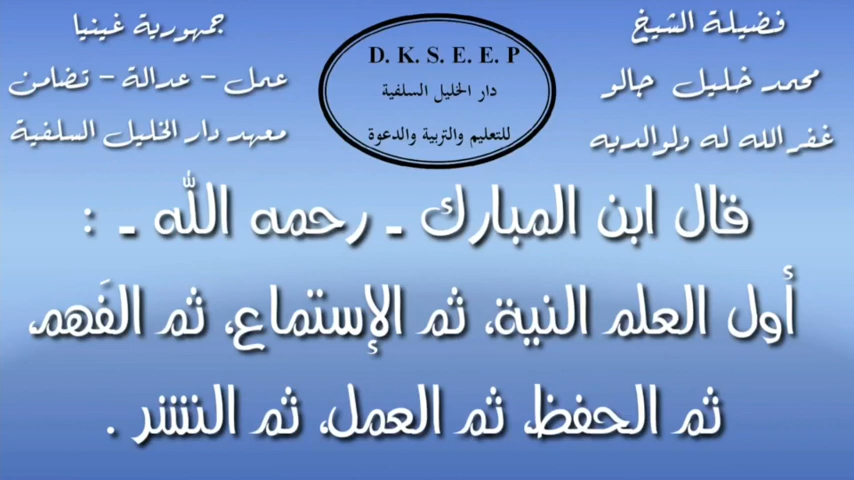 فضيلة الشيخ
محمد خليل جالو
غفر الله له ولوالديه
D. K. S. E. E. P
دار الخليل السلفية
للتعليم والتربية والدعوة
جمهورية غينيا
عمل - عدالة - تضامن
معهد دار الخليل السلفية
قال ابن المبارك ـ رحمه الله ـ :
أول العلم النية، ثم الإستماع، ثم الفَهم،
ثم الحفظ، ثم العمل، ثم النشر .